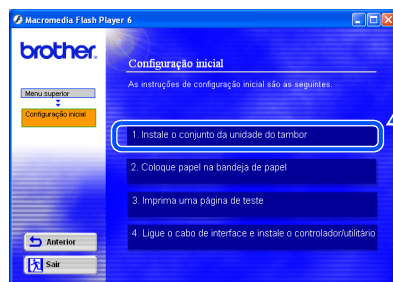 Macromedia Flash Player 6
brother.
Configuração inicial
As instruções de configuração inicial são as seguintes.
Menu superior
Configuração inicial
1. Instale o conjunto da unidade do tambor
2. Coloque papel na bandeja de papel
3. Imprima uma página de teste
4. Ligue o cabo de interface e instale o controlador/utilitário
Anterior
Sair